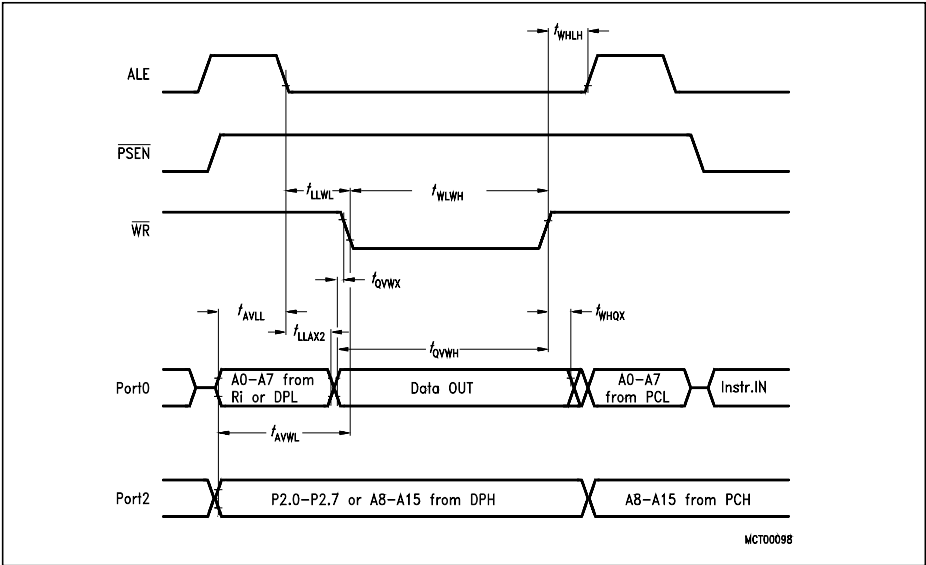 tWHLH
ALE
PSEN
tLLWL
tWLWH
WR
tQVWX
tAVLL
tWHQX
tLLAX2
tQVWH
Port0
A0-A7 from
Ri or DPL
Data OUT
A0-A7
from PCL
Instr.IN
tAVWL
Port2
P2.0-P2.7 or A8-A15 from DPH
A8-A15 from PCH
MCT00098